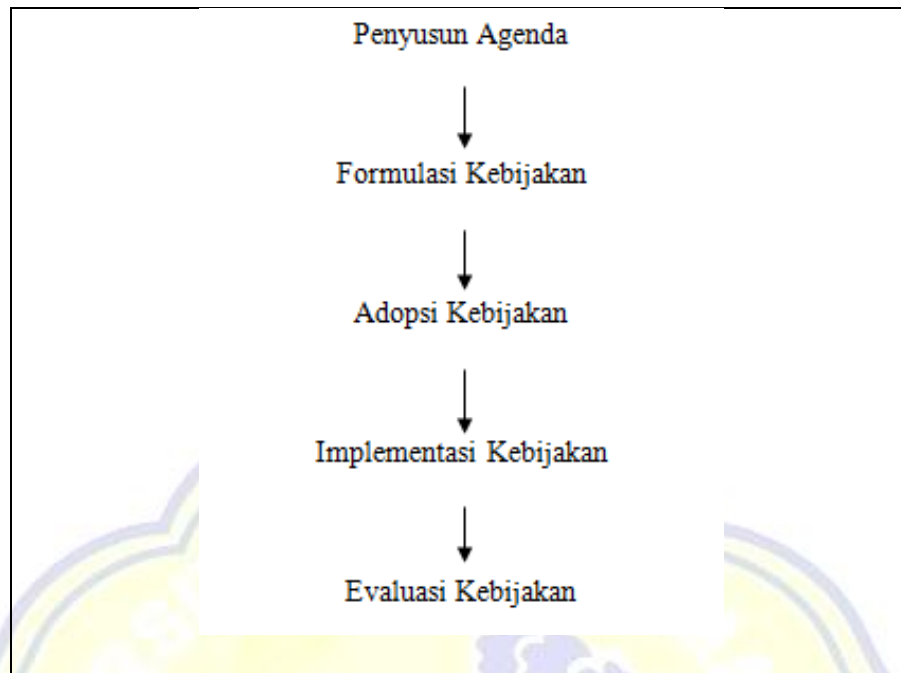 Penyusun Agenda
Formulasi Kebijakan
Adopsi Kebijakan
Implementasi Kebijakan
Evaluasi Kebijakan